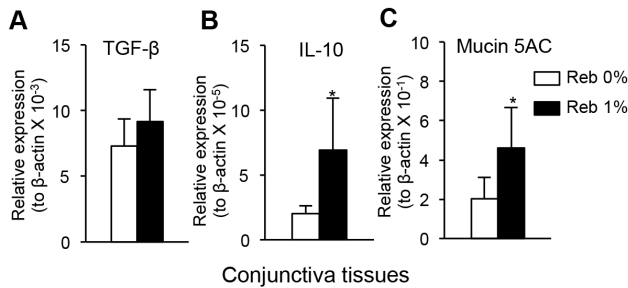 A
TGF-β
Relative expression
(to β-actin X 10⁻³)
15
10
5
0
B
IL-10
Relative expression
(to β-actin X 10⁻⁵)
15
10
5
0
*
C
Mucin 5AC
Relative expression
(to β-actin X 10⁻¹)
10
8
6
4
2
0
*
Reb 0%
Reb 1%
Conjunctiva tissues